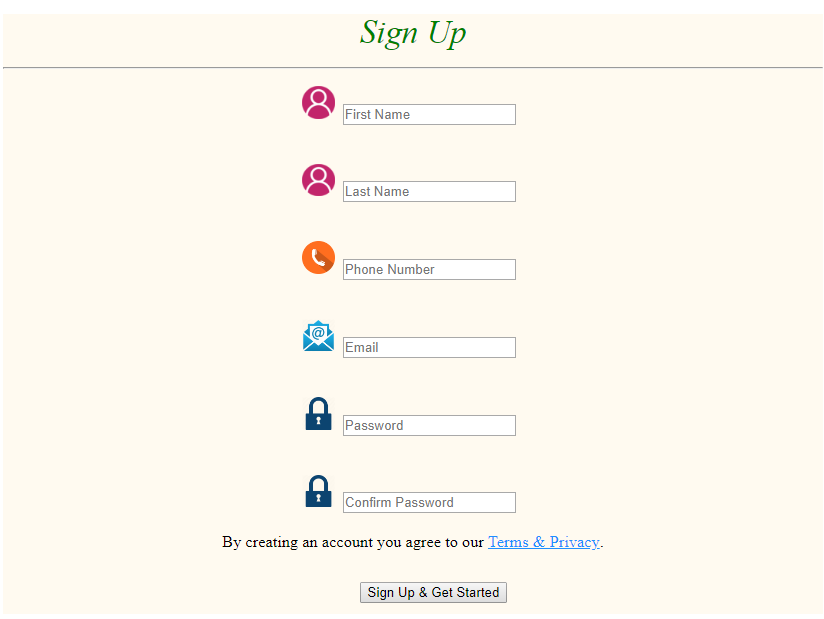 Sign Up
First Name
Last Name
Phone Number
@
Email
Password
Confirm Password
By creating an account you agree to our Terms & Privacy.
Sign Up & Get Started